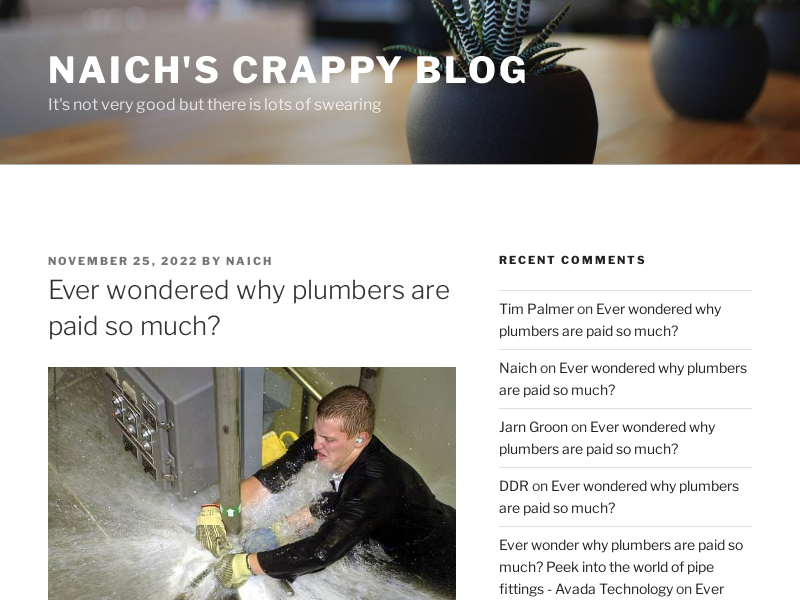 NAICH'S CRAPPY BLOG
It's not very good but there is lots of swearing
NOVEMBER 25, 2022 BY NAICH
Ever wondered why plumbers are
paid so much?
RECENT COMMENTS
Tim Palmer on Ever wondered why
plumbers are paid so much?
Naich on Ever wondered why plumbers
are paid so much?
Jarn Groon on Ever wondered why
plumbers are paid so much?
DDR on Ever wondered why plumbers
are paid so much?
Ever wonder why plumbers are paid so
much? Peek into the world of pipe
fittings - Avada Technology on Ever